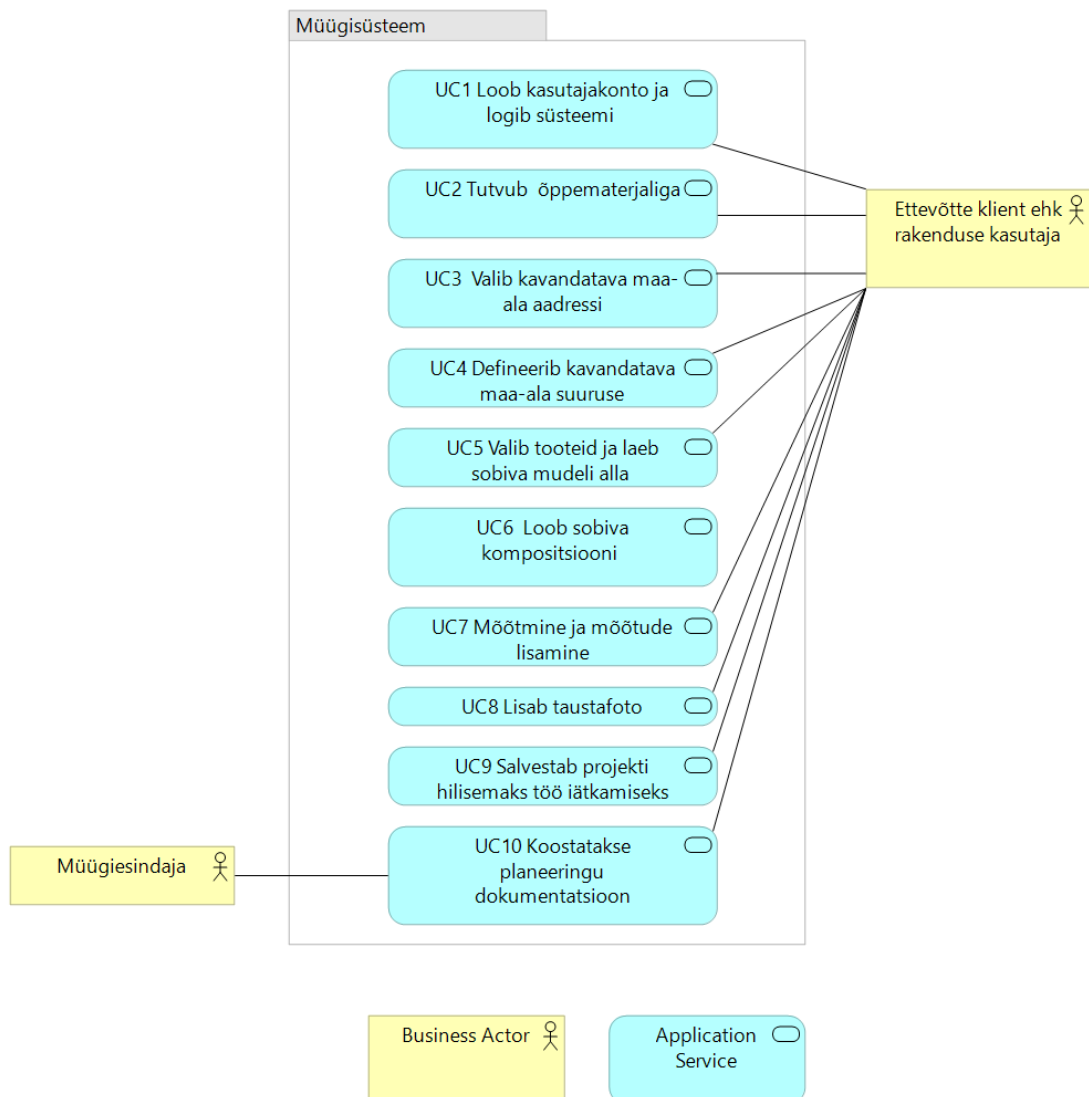 Müügisüsteem
UC1 Loob kasutajakonto ja
logib süsteemi
UC2 Tutvub õppematerjaliga
Ettevõtte klient ehk
rakenduse kasutaja
UC3 Valib kavandatava maa-
ala aadressi
UC4 Defineerib kavandatava
maa-ala suuruse
UC5 Valib tooteid ja laeb
sobiva mudeli alla
UC6 Loob sobiva
kompositsiooni
UC7 Mõõtmine ja mõõtude
lisamine
UC8 Lisab taustafoto
UC9 Salvestab projekti
hilisemaks töö jätkamiseks
Müügiesindaja
UC10 Koostatakse
planeeringu
dokumentatsioon
Business Actor
Application
Service